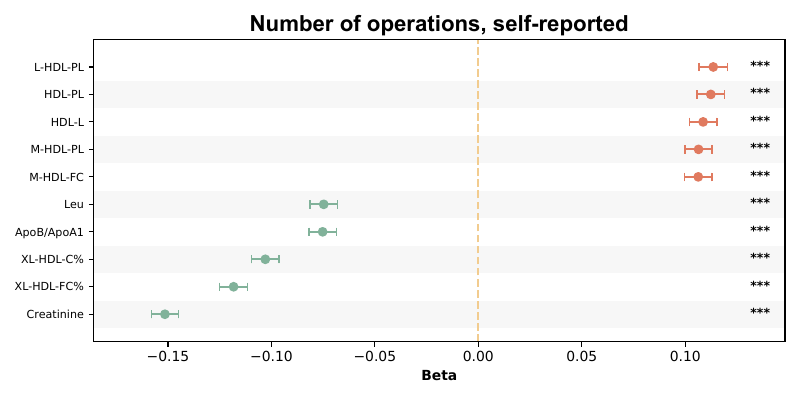 Number of operations, self-reported
L-HDL-PL ***
HDL-PL ***
HDL-L ***
M-HDL-PL ***
M-HDL-FC ***
Leu ***
ApoB/ApoA1 ***
XL-HDL-C% ***
XL-HDL-FC% ***
Creatinine ***
−0.15 −0.10 −0.05 0.00 0.05 0.10
Beta